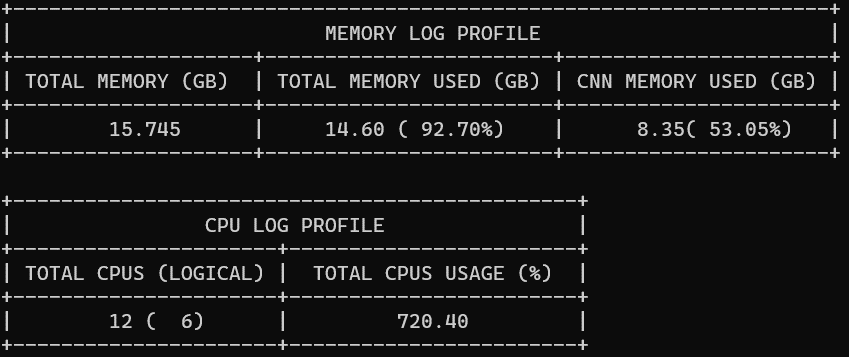 MEMORY LOG PROFILE
TOTAL MEMORY (GB) | TOTAL MEMORY USED (GB) | CNN MEMORY USED (GB)
15.745 | 14.60 ( 92.70%) | 8.35( 53.05%)
CPU LOG PROFILE
TOTAL CPUS (LOGICAL) | TOTAL CPUS USAGE (%)
12 (  6) | 720.40